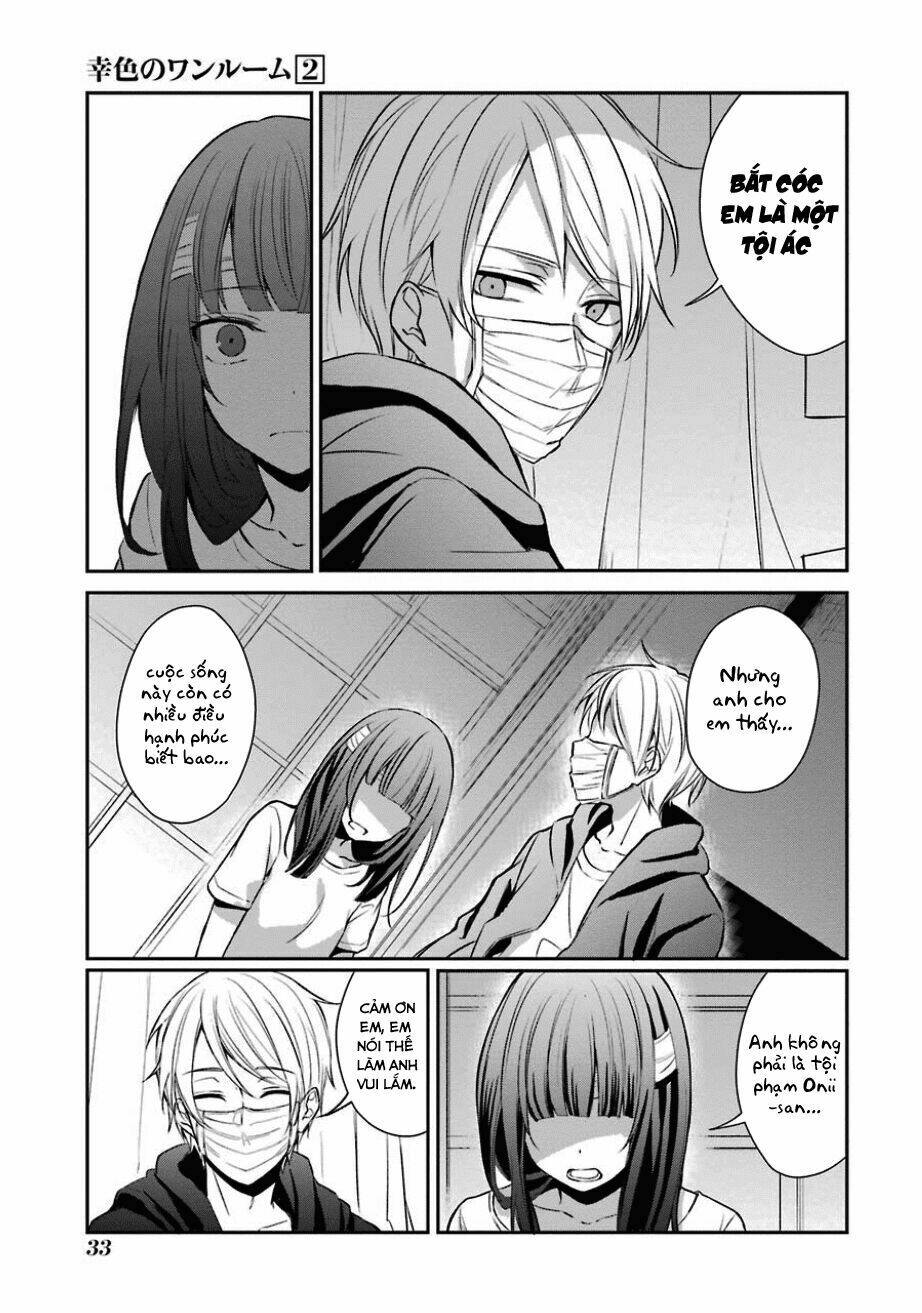 幸色のワンルーム2
BẮT CÓC
EM LÀ MỘT
TỘI ÁC
Nhưng
anh cho
em thấy...
cuộc sống
này còn có
nhiều điều
hạnh phúc
biết bao...
Anh không
phải là tội
phạm Onii
-san...
CẢM ƠN
EM, EM
NÓI THẾ
LÀM ANH
VUI LẮM.
33